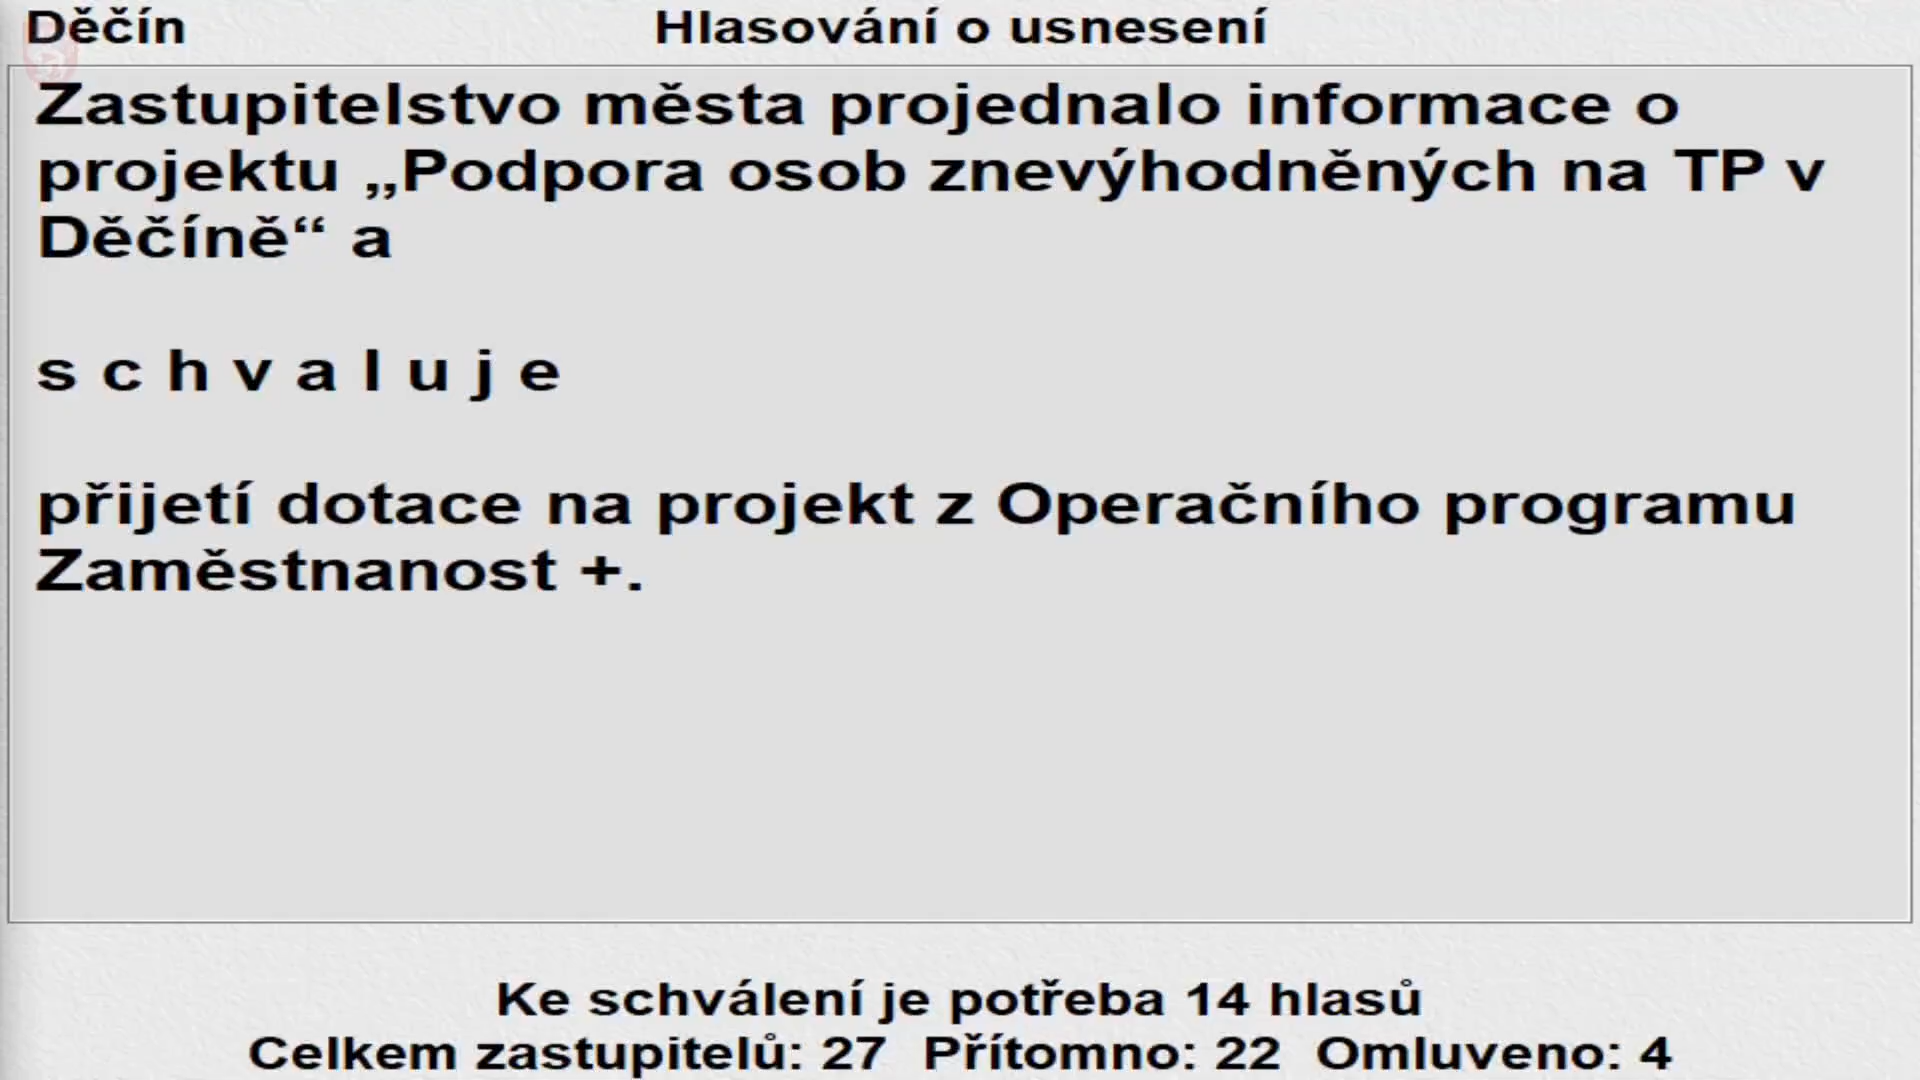 Děčín
Hlasování o usnesení
Zastupitelstvo města projednalo informace o
projektu „Podpora osob znevýhodněných na TP v
Děčíně“ a
s c h v a l u j e
přijetí dotace na projekt z Operačního programu
Zaměstnanost +.
Ke schválení je potřeba 14 hlasů
Celkem zastupitelů: 27 Přítomno: 22 Omluveno: 4